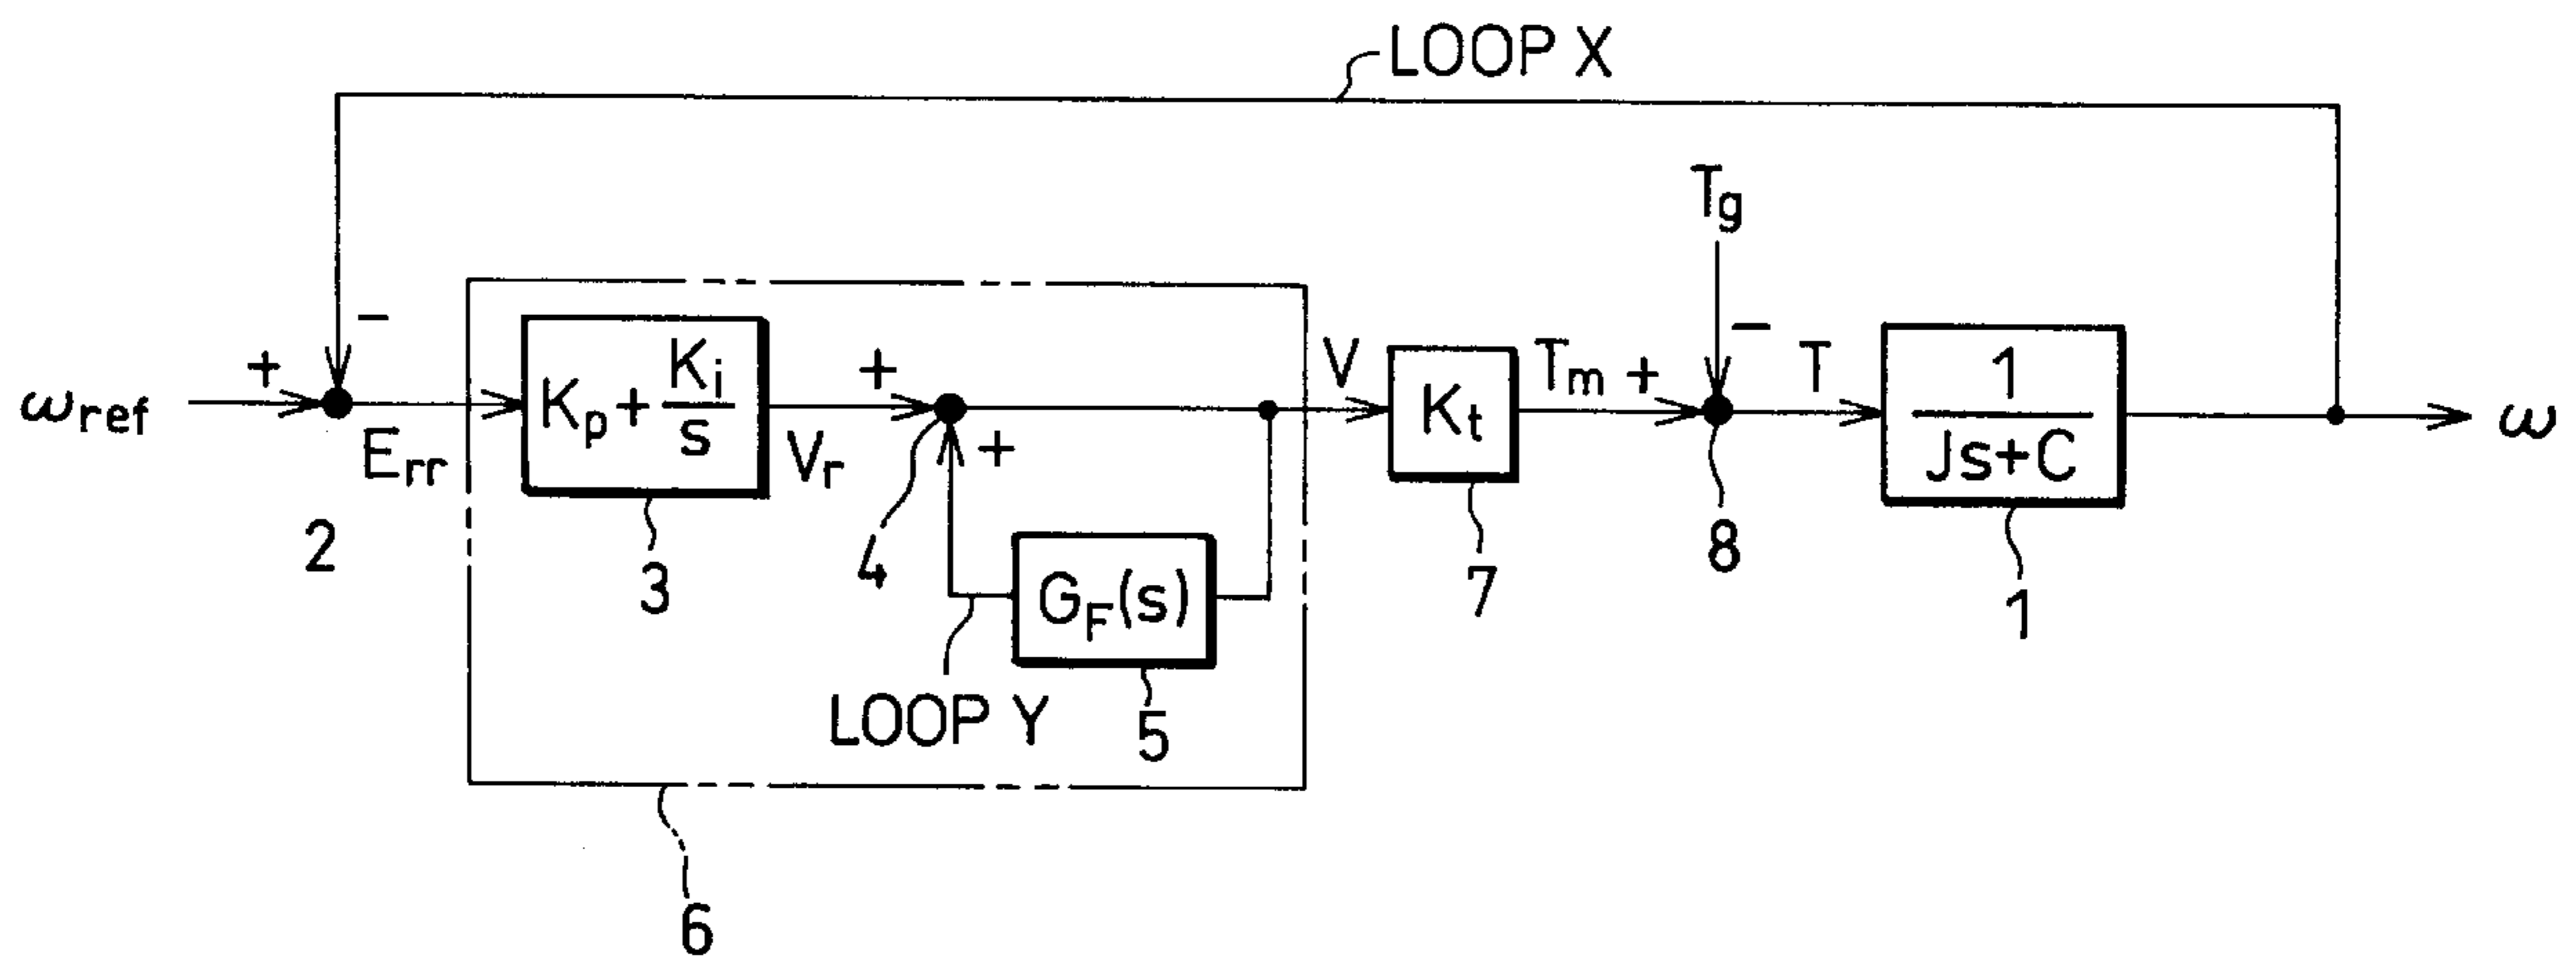 LOOP X
Tg
ωref
+
-
Err
Kp + Ki/s
Vr
+
+
V
Kt
Tm
+
-
T
1/(Js+C)
ω
GF(s)
LOOP Y
2
3
4
5
7
8
1
6